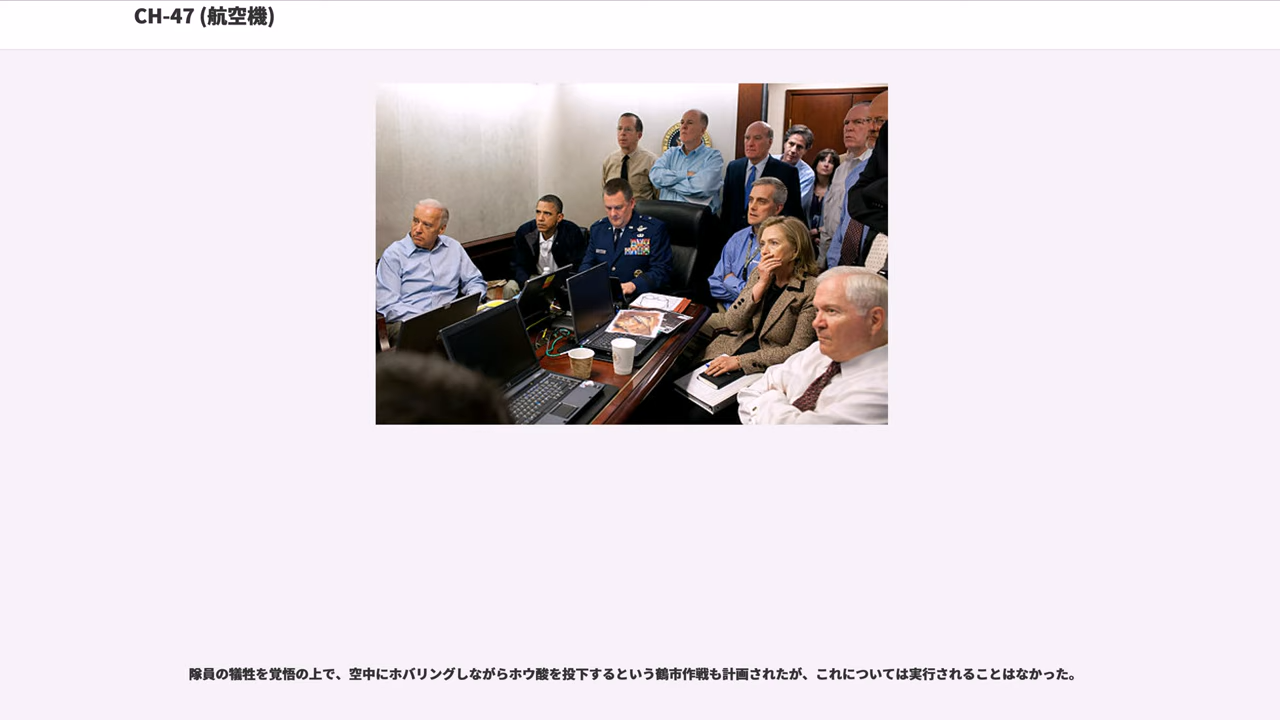 CH-47 (航空機)
隊員の犠牲を覚悟の上で、空中にホバリングしながらホウ酸を投下するという鶴市作戦も計画されたが、これについては実行されることはなかった。